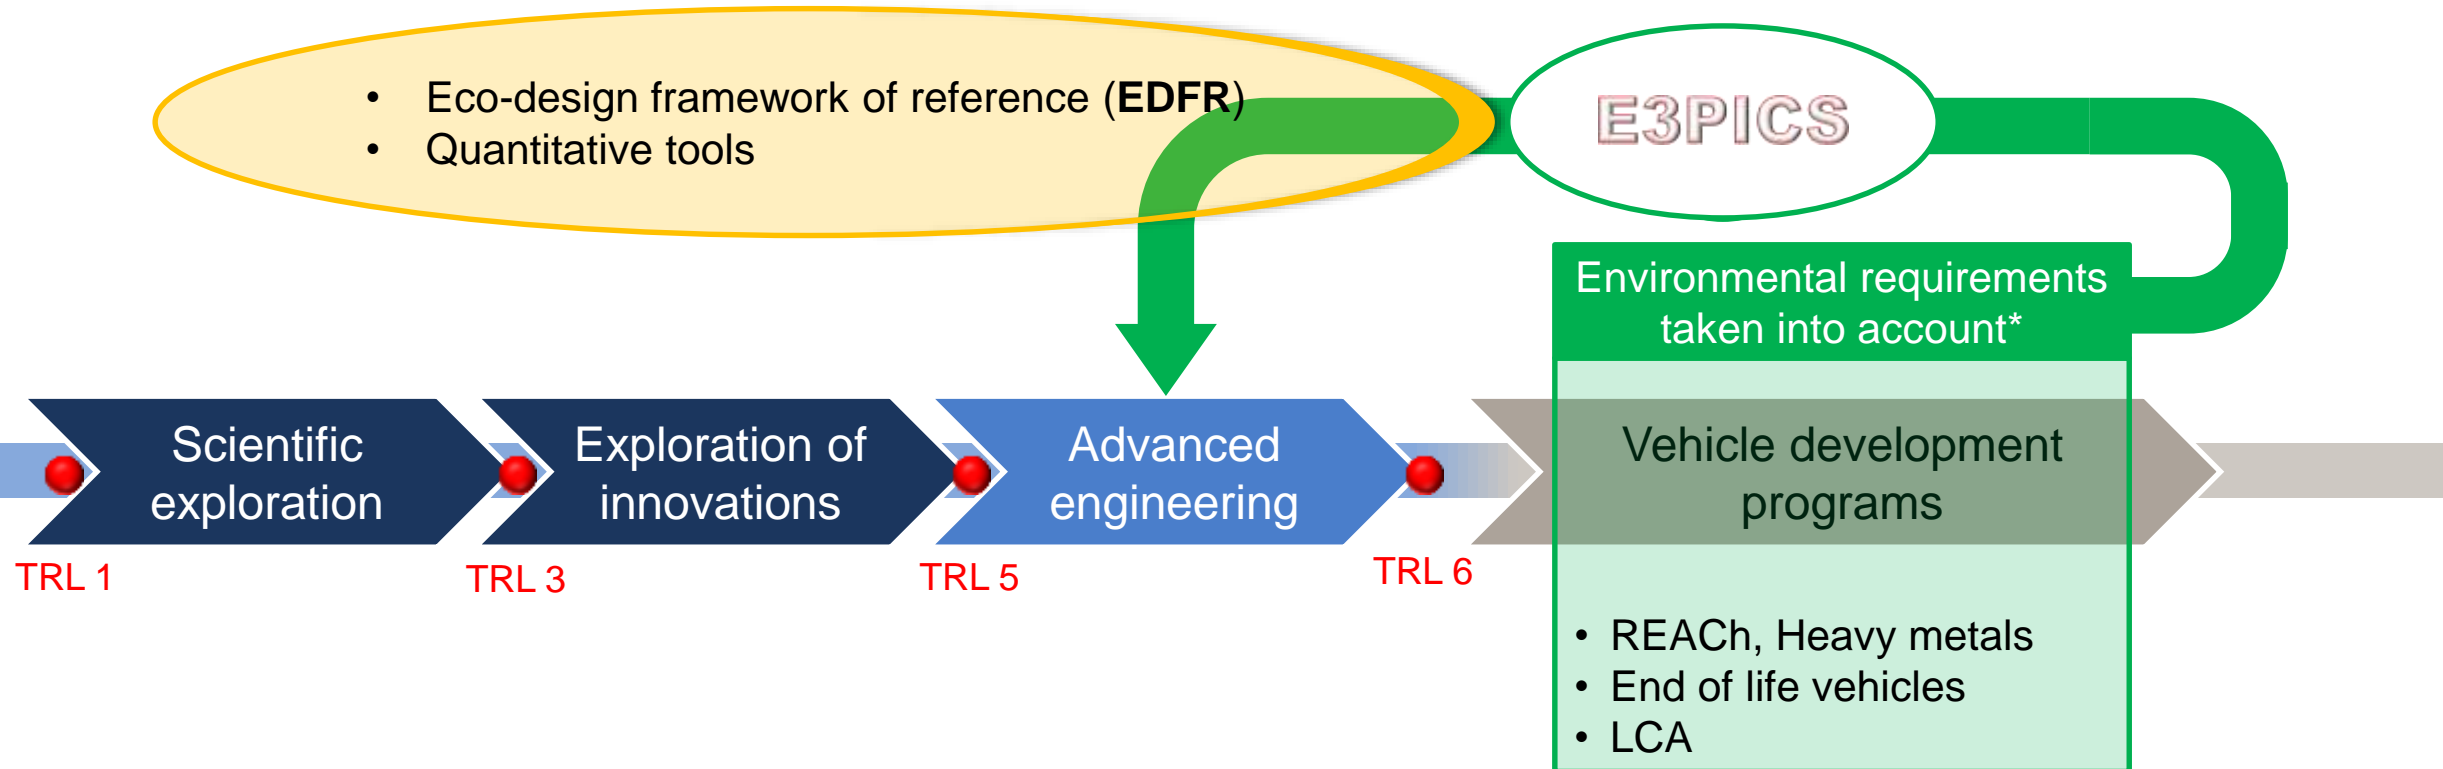 • Eco-design framework of reference (EDFR)
• Quantitative tools
E3PICS
Environmental requirements
taken into account*
Scientific
exploration
Exploration of
innovations
Advanced
engineering
Vehicle development
programs
TRL 1
TRL 3
TRL 5
TRL 6
• REACh, Heavy metals
• End of life vehicles
• LCA